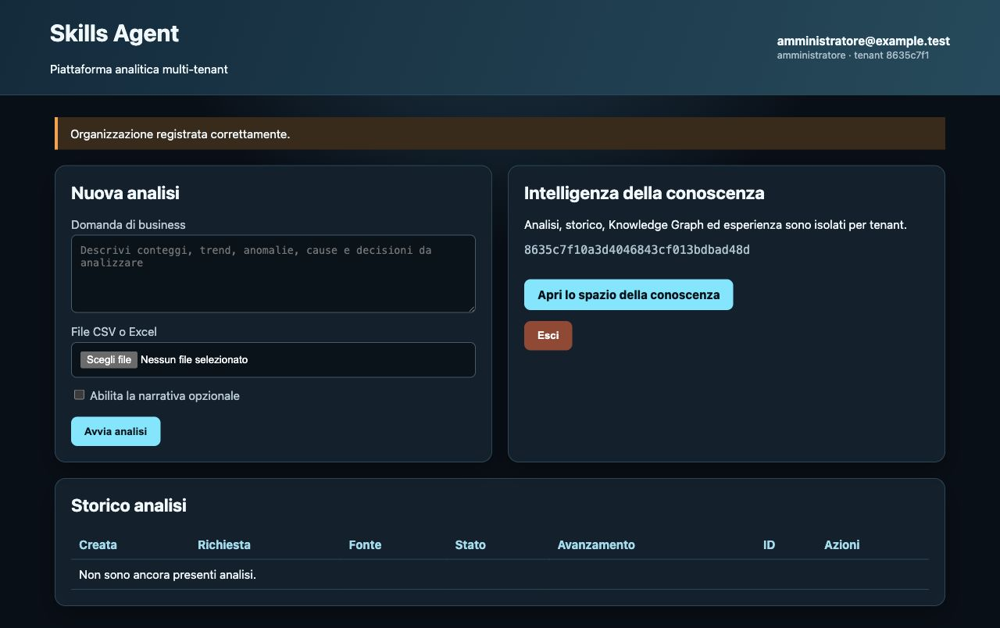 Skills Agent
Piattaforma analitica multi-tenant
amministratore@example.test
amministratore · tenant 8635c7f1
Organizzazione registrata correttamente.
Nuova analisi
Domanda di business
Descrivi conteggi, trend, anomalie, cause e decisioni da
analizzare
File CSV o Excel
Scegli file Nessun file selezionato
Abilita la narrativa opzionale
Avvia analisi
Intelligenza della conoscenza
Analisi, storico, Knowledge Graph ed esperienza sono isolati per tenant.
8635c7f10a3d4046843cf013bdbad48d
Apri lo spazio della conoscenza
Esci
Storico analisi
Creata Richiesta Fonte Stato Avanzamento ID Azioni
Non sono ancora presenti analisi.